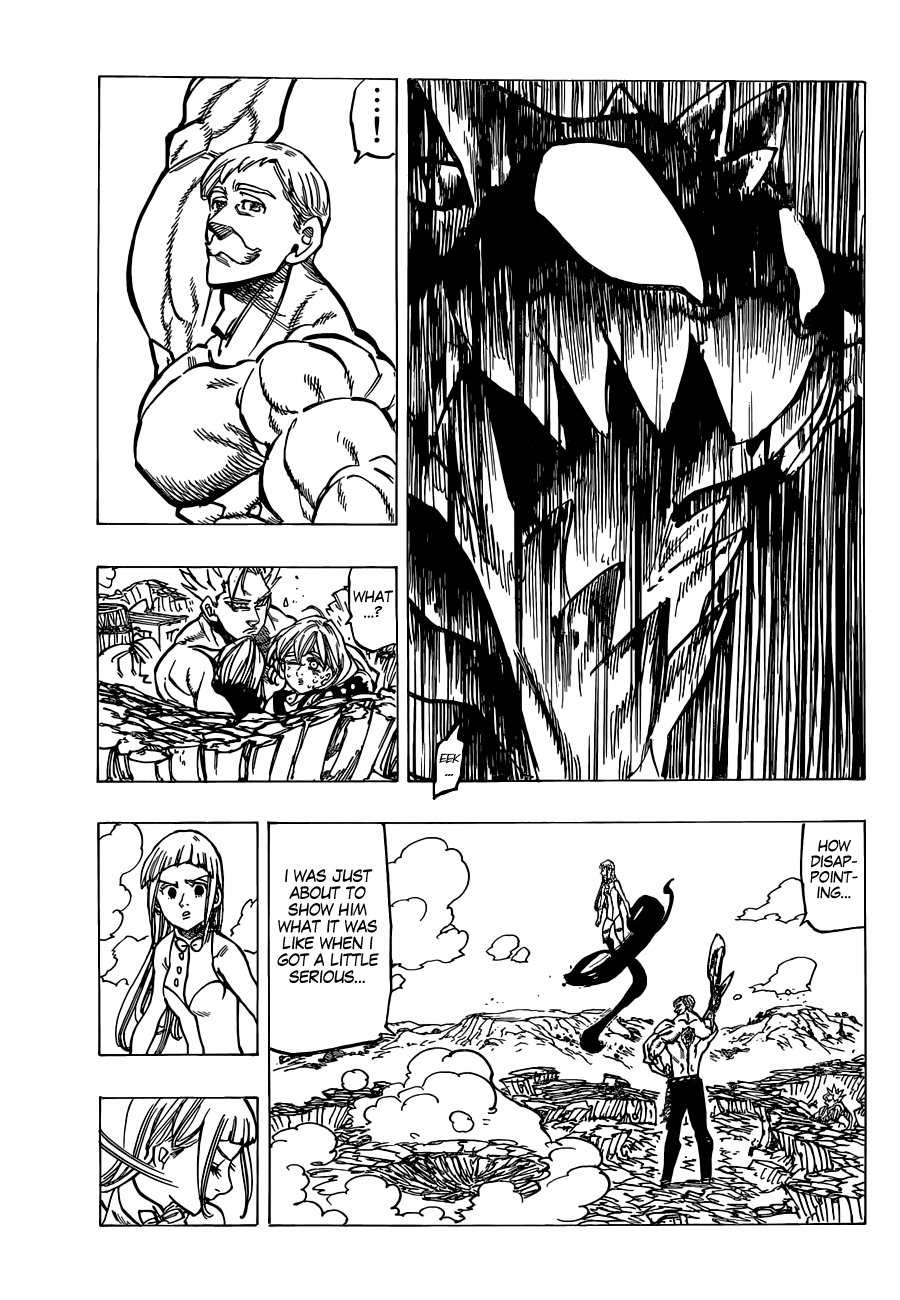 EEK
...
...!
WHAT
...?
HOW
DISAP-
POINT-
ING...
I WAS JUST
ABOUT TO
SHOW HIM
WHAT IT WAS
LIKE WHEN I
GOT A LITTLE
SERIOUS...